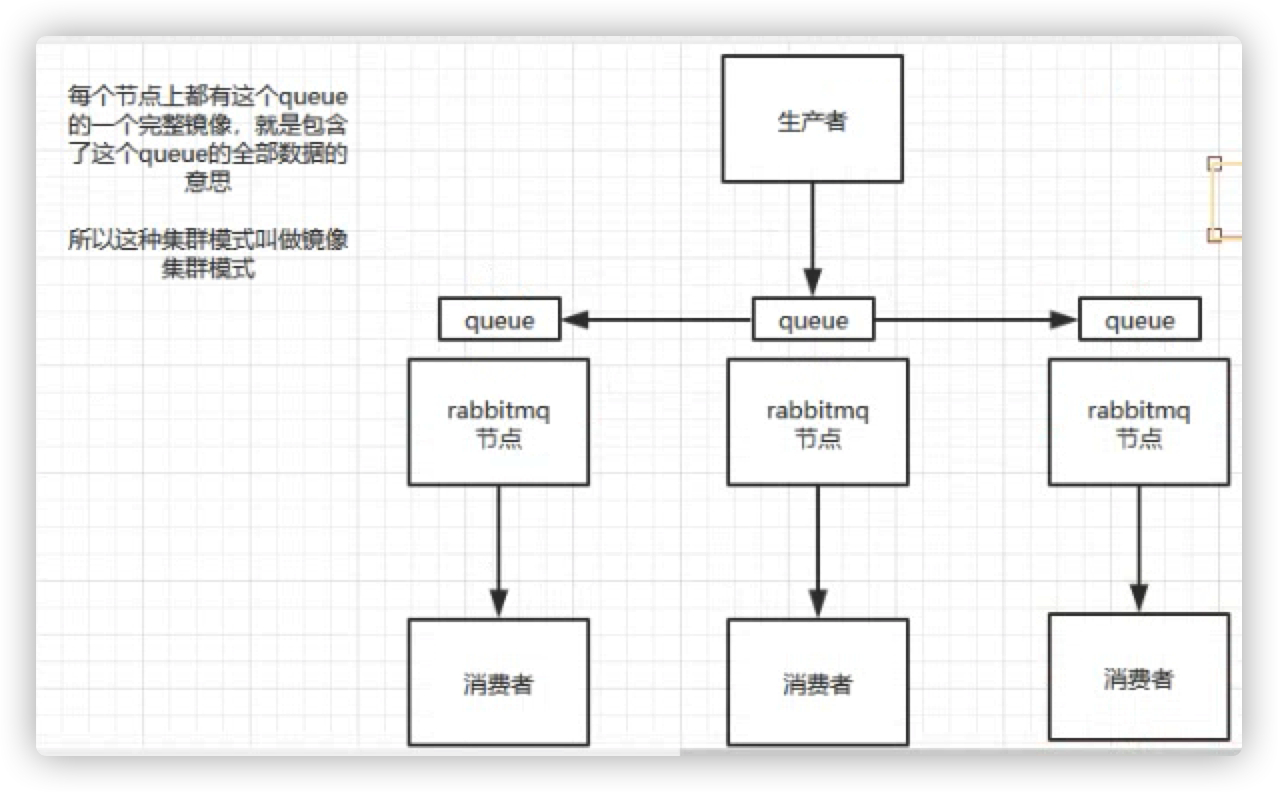 每个节点上都有这个queue
的一个完整镜像，就是包含
了这个queue的全部数据的
意思
所以这种集群模式叫做镜像
集群模式
生产者
queue
queue
queue
rabbitmq
节点
rabbitmq
节点
rabbitmq
节点
消费者
消费者
消费者